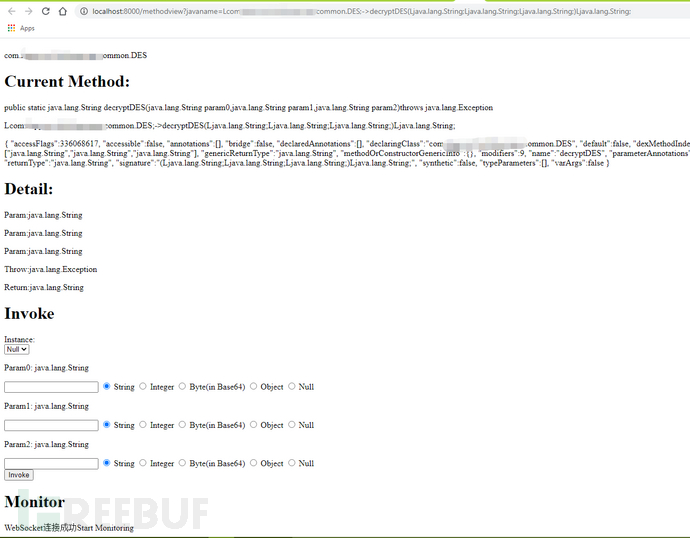 localhost:8000/methodview?javaname=Lcom common.DES;->decryptDES(Ljava.lang.String;Ljava.lang.String;Ljava.lang.String;)Ljava.lang.String;
Apps
com. ommon.DES
Current Method:
public static java.lang.String decryptDES(java.lang.String param0,java.lang.String param1,java.lang.String param2)throws java.lang.Exception
Lcom ommon.DES;->decryptDES(Ljava.lang.String;Ljava.lang.String;Ljava.lang.String;)Ljava.lang.String;
{ "accessFlags":336068617, "accessible":false, "annotations":[], "bridge":false, "declaredAnnotations":[], "declaringClass":"com ommon.DES", "default":false, "dexMethodInde
["java.lang.String","java.lang.String","java.lang.String"], "genericReturnType":"java.lang.String", "methodOrConstructorGenericInfo":{}, "modifiers":9, "name":"decryptDES", "parameterAnnotations"
"returnType":"java.lang.String", "signature":"(Ljava.lang.String;Ljava.lang.String;Ljava.lang.String;)Ljava.lang.String;", "synthetic":false, "typeParameters":[], "varArgs":false }
Detail:
Param:java.lang.String
Param:java.lang.String
Param:java.lang.String
Throw:java.lang.Exception
Return:java.lang.String
Invoke
Instance:
Null
Param0: java.lang.String
String Integer Byte(in Base64) Object Null
Param1: java.lang.String
String Integer Byte(in Base64) Object Null
Param2: java.lang.String
String Integer Byte(in Base64) Object Null
Invoke
Monitor
REEBUF
WebSocket连接成功Start Monitoring